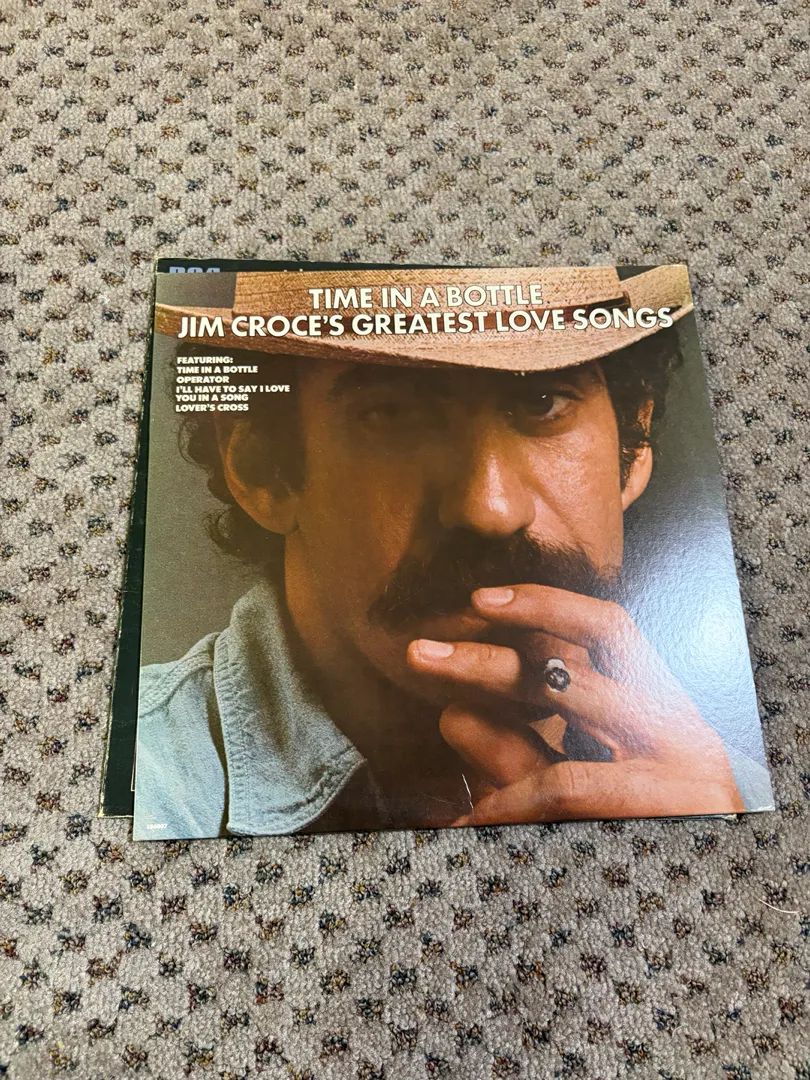 TIME IN A BOTTLE
JIM CROCE'S GREATEST LOVE SONGS
FEATURING:
TIME IN A BOTTLE
OPERATOR
I'LL HAVE TO SAY I LOVE
YOU IN A SONG
LOVER'S CROSS